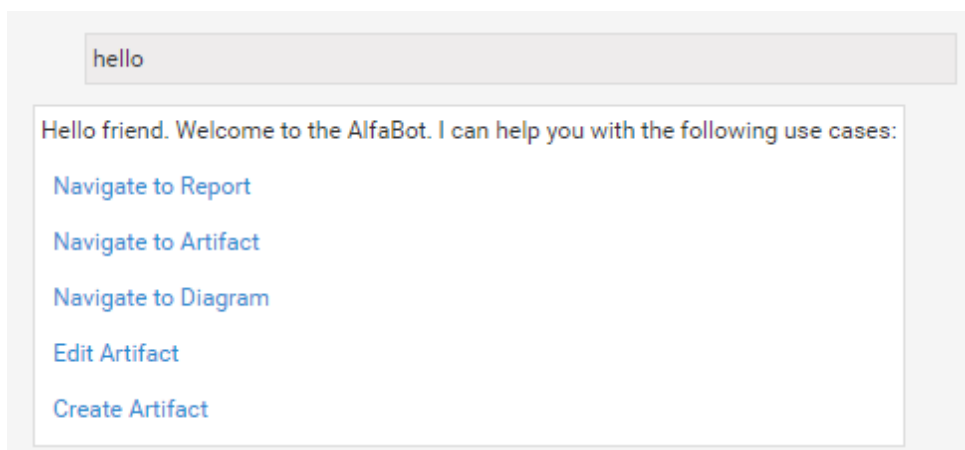 hello
Hello friend. Welcome to the AlfaBot. I can help you with the following use cases:
Navigate to Report
Navigate to Artifact
Navigate to Diagram
Edit Artifact
Create Artifact